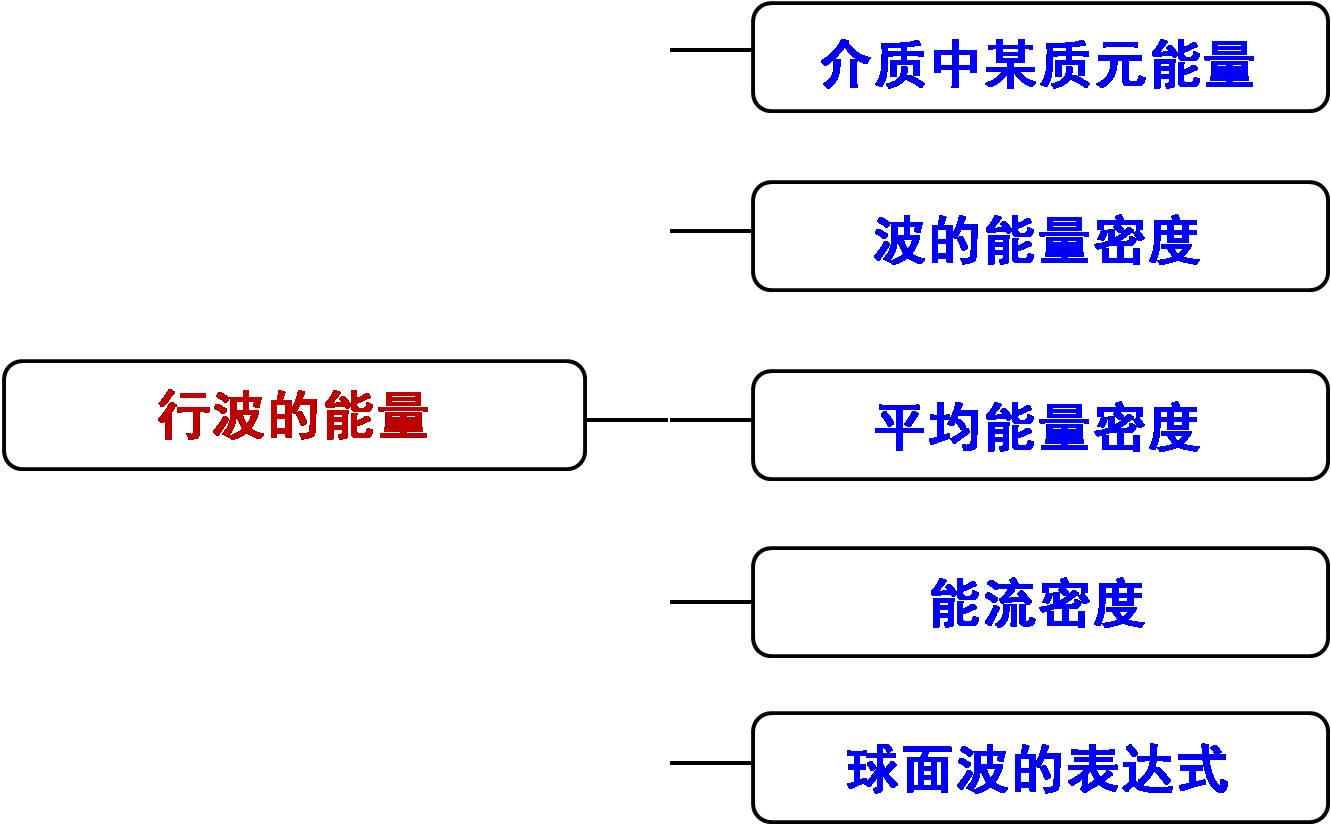 介质中某质元能量
波的能量密度
行波的能量
平均能量密度
能流密度
球面波的表达式